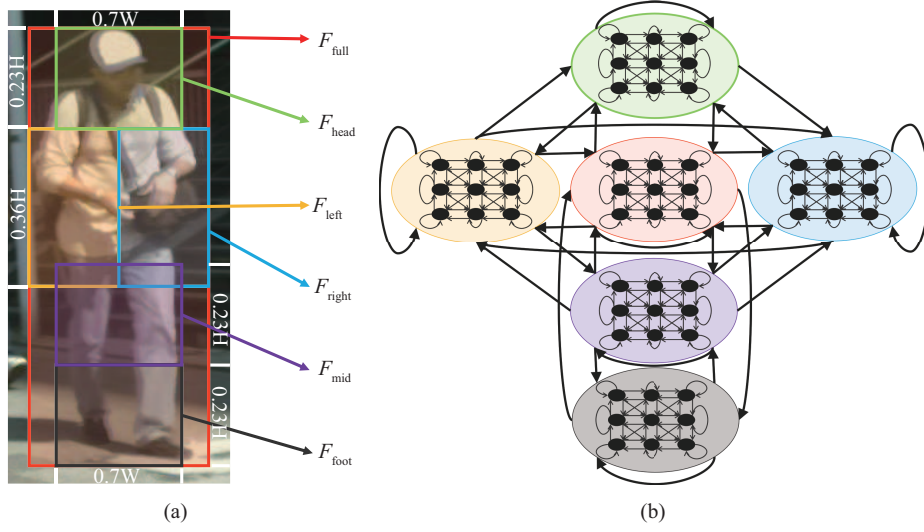 0.7W
0.23H
0.36H
0.23H
0.23H
0.7W
F_full
F_head
F_left
F_right
F_mid
F_foot
(a)
(b)